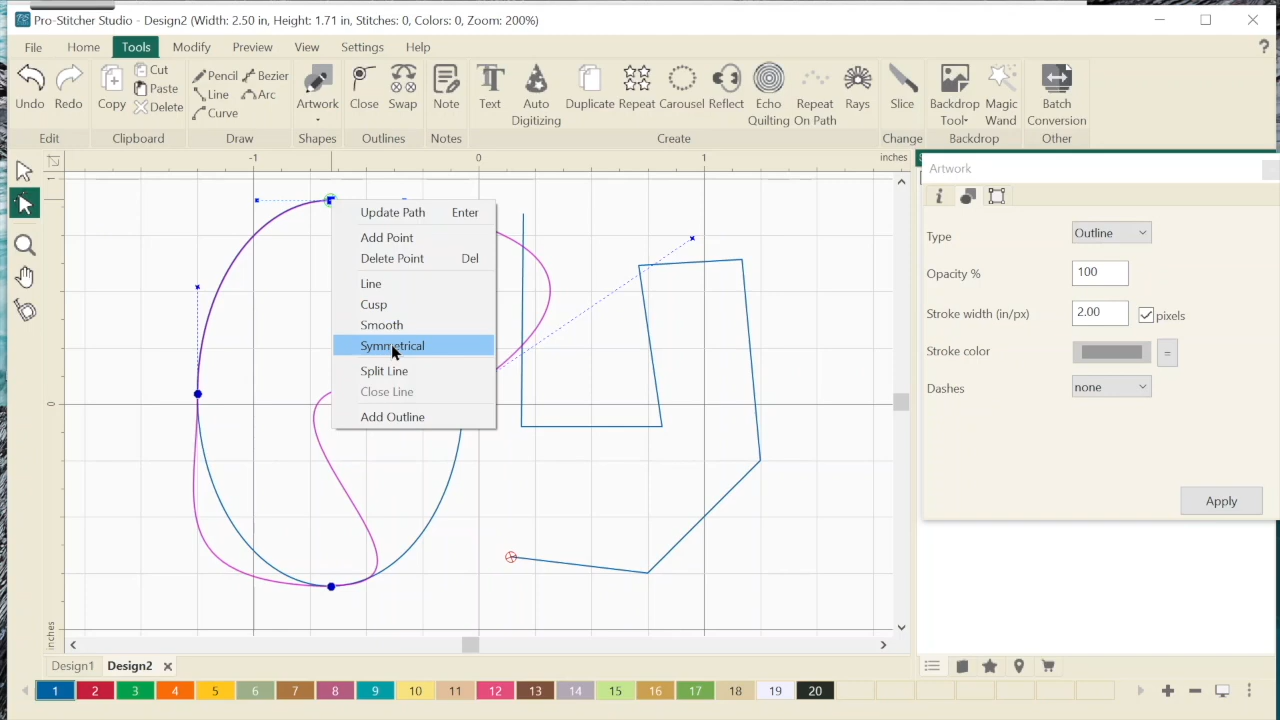 Pro-Stitcher Studio - Design2 (Width: 2.50 in, Height: 1.71 in, Stitches: 0, Colors: 0, Zoom: 200%)
File Home Tools Modify Preview View Settings Help ?
Undo Redo Copy Cut Paste Delete Pencil Bezier Line Arc Curve Artwork Close Swap Note Text Auto Digitizing Duplicate Repeat Carousel Reflect Echo Quilting Repeat On Path Rays Slice Backdrop Tool Magic Wand Batch Conversion
Edit Clipboard Draw Shapes Outlines Notes Create Change Backdrop Other
-1 0 1 inches
1
0
inches
Update Path Enter
Add Point
Delete Point Del
Line
Cusp
Smooth
Symmetrical
Split Line
Close Line
Add Outline
Artwork
Type Outline
Opacity % 100
Stroke width (in/px) 2.00 pixels
Stroke color =
Dashes none
Apply
Design1 Design2
1 2 3 4 5 6 7 8 9 10 11 12 13 14 15 16 17 18 19 20